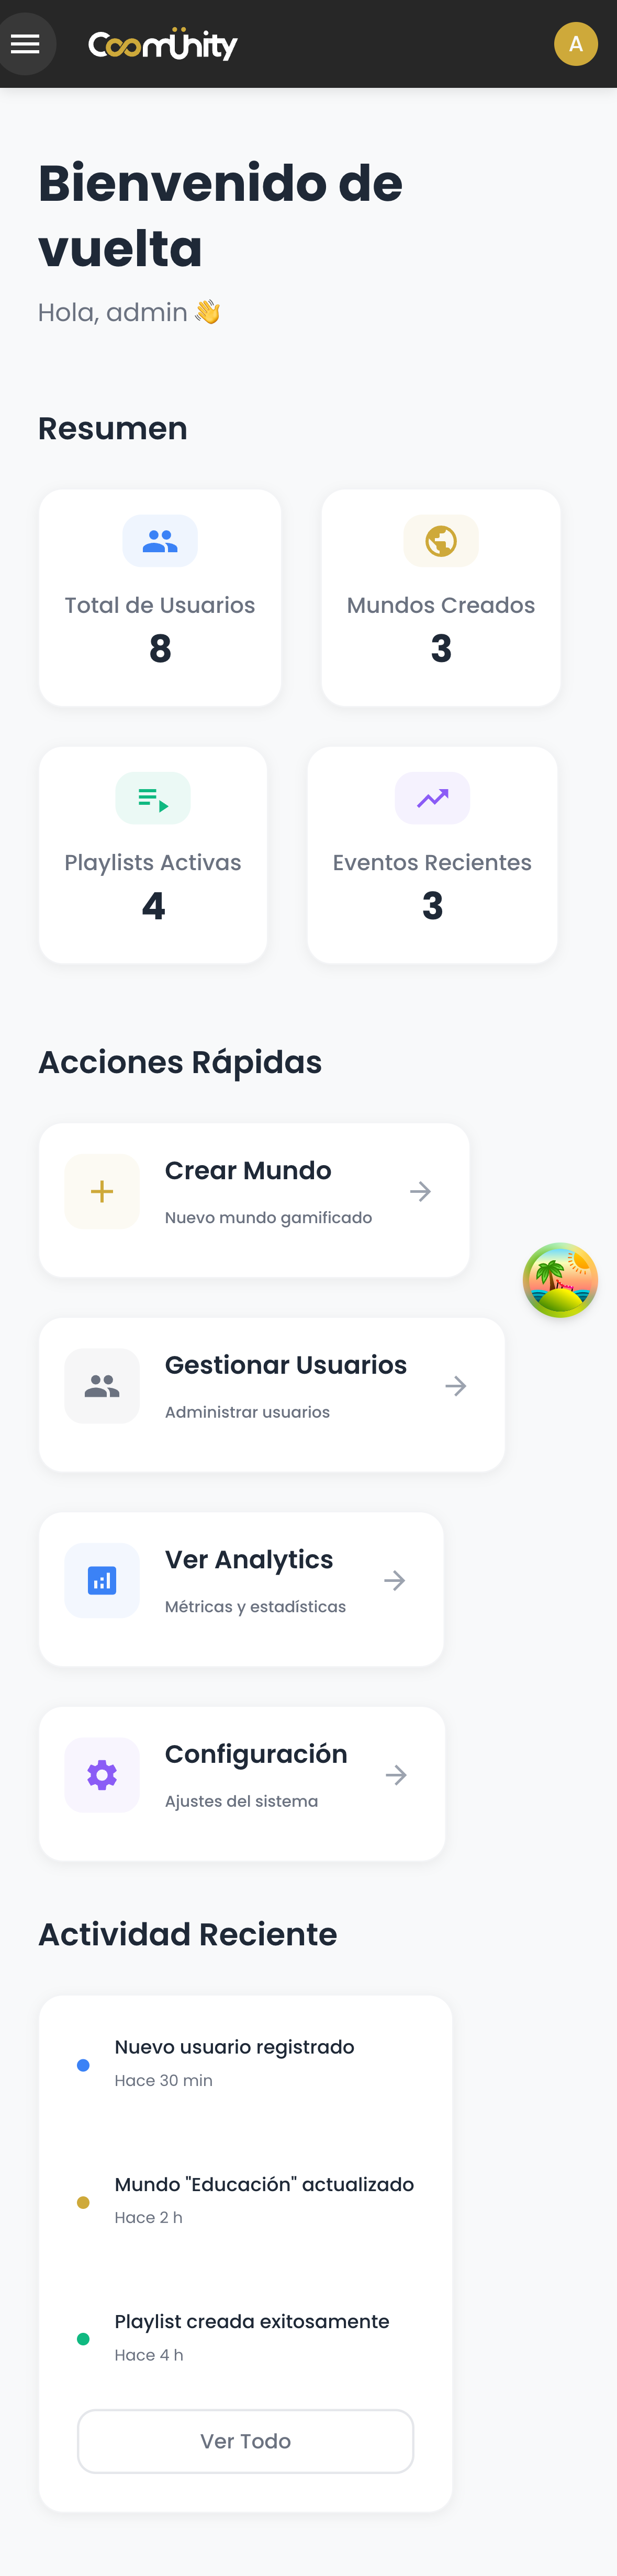 CoomÜnity
A
Bienvenido de
vuelta
Hola, admin 👋
Resumen
Total de Usuarios
8
Mundos Creados
3
Playlists Activas
4
Eventos Recientes
3
Acciones Rápidas
Crear Mundo
Nuevo mundo gamificado
Gestionar Usuarios
Administrar usuarios
Ver Analytics
Métricas y estadísticas
Configuración
Ajustes del sistema
Actividad Reciente
Nuevo usuario registrado
Hace 30 min
Mundo "Educación" actualizado
Hace 2 h
Playlist creada exitosamente
Hace 4 h
Ver Todo